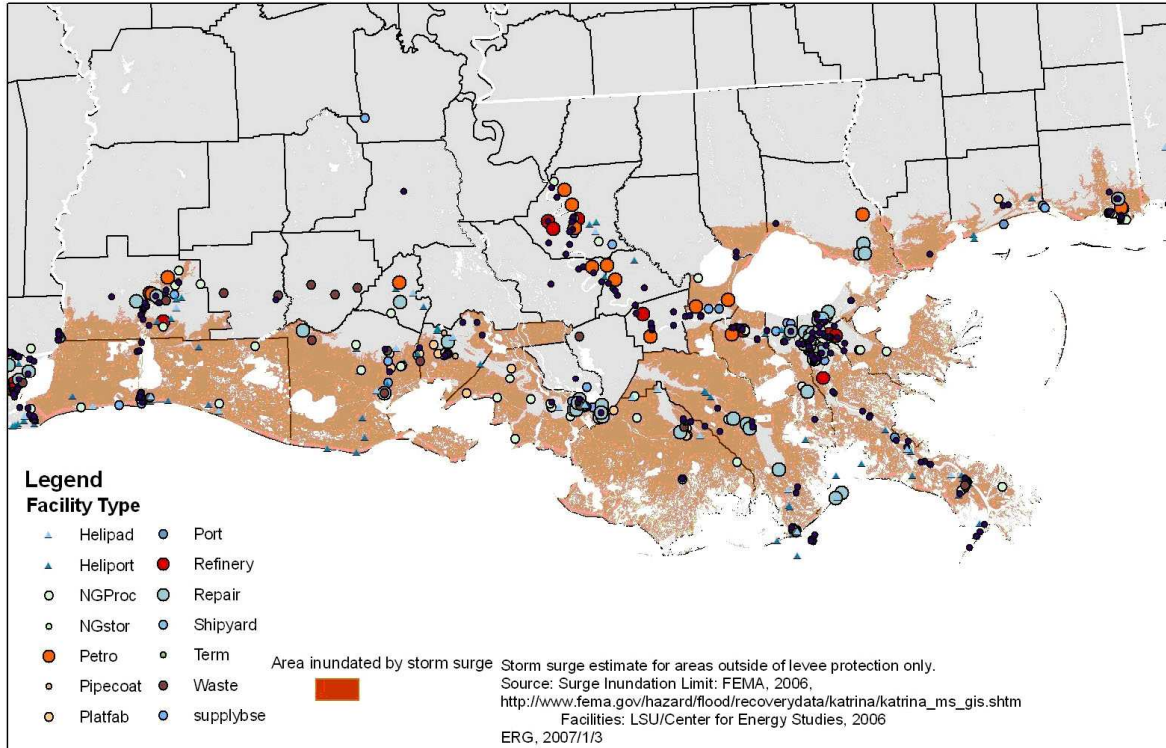 Legend
Facility Type
Helipad
Heliport
NGProc
NGstor
Petro
Pipecoat
Platfab
Port
Refinery
Repair
Shipyard
Term
Waste
supplybse
Area inundated by storm surge
Storm surge estimate for areas outside of levee protection only.
Source: Surge Inundation Limit: FEMA, 2006,
http://www.fema.gov/hazard/flood/recoverydata/katrina/katrina_ms_gis.shtm
Facilities: LSU/Center for Energy Studies, 2006
ERG, 2007/1/3